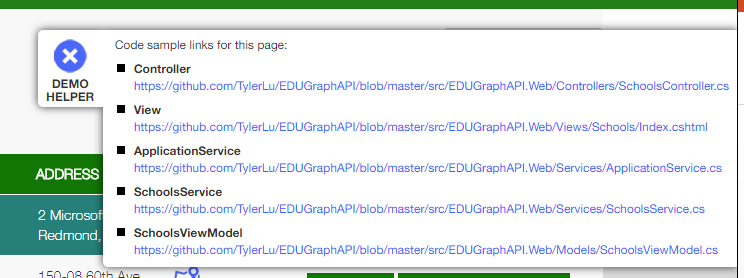 Code sample links for this page:
DEMO
HELPER
Controller
https://github.com/TylerLu/EDUGraphAPI/blob/master/src/EDUGraphAPI.Web/Controllers/SchoolsController.cs
View
https://github.com/TylerLu/EDUGraphAPI/blob/master/src/EDUGraphAPI.Web/Views/Schools/Index.cshtml
ApplicationService
https://github.com/TylerLu/EDUGraphAPI/blob/master/src/EDUGraphAPI.Web/Services/ApplicationService.cs
SchoolsService
https://github.com/TylerLu/EDUGraphAPI/blob/master/src/EDUGraphAPI.Web/Services/SchoolsService.cs
SchoolsViewModel
https://github.com/TylerLu/EDUGraphAPI/blob/master/src/EDUGraphAPI.Web/Models/SchoolsViewModel.cs
ADDRESS
2 Microsof
Redmond,
150-08 60th Ave